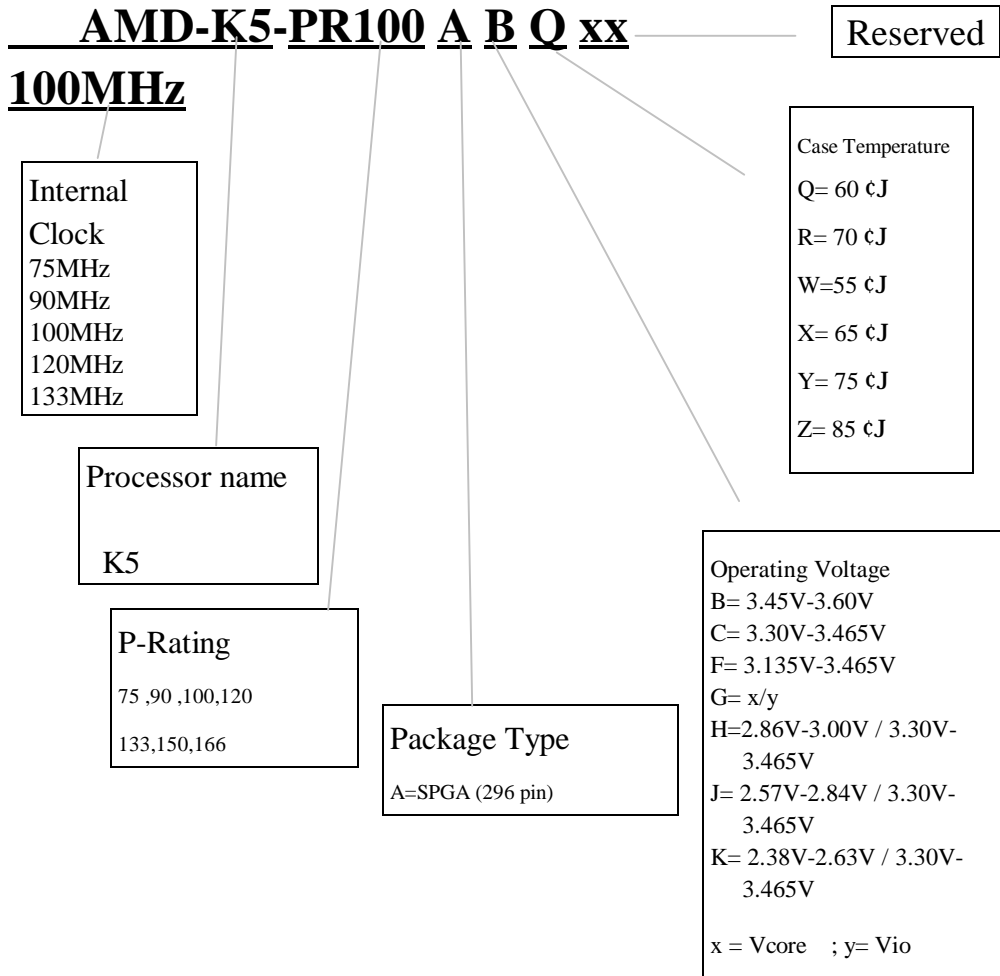 AMD-K5-PR100 A B Q xx
Reserved
100MHz
Internal
Clock
75MHz
90MHz
100MHz
120MHz
133MHz
Case Temperature
Q= 60 ¢J
R= 70 ¢J
W=55 ¢J
X= 65 ¢J
Y= 75 ¢J
Z= 85 ¢J
Processor name
K5
P-Rating
75 ,90 ,100,120
133,150,166
Package Type
A=SPGA (296 pin)
Operating Voltage
B= 3.45V-3.60V
C= 3.30V-3.465V
F= 3.135V-3.465V
G= x/y
H=2.86V-3.00V / 3.30V-
3.465V
J= 2.57V-2.84V / 3.30V-
3.465V
K= 2.38V-2.63V / 3.30V-
3.465V
x = Vcore ; y= Vio